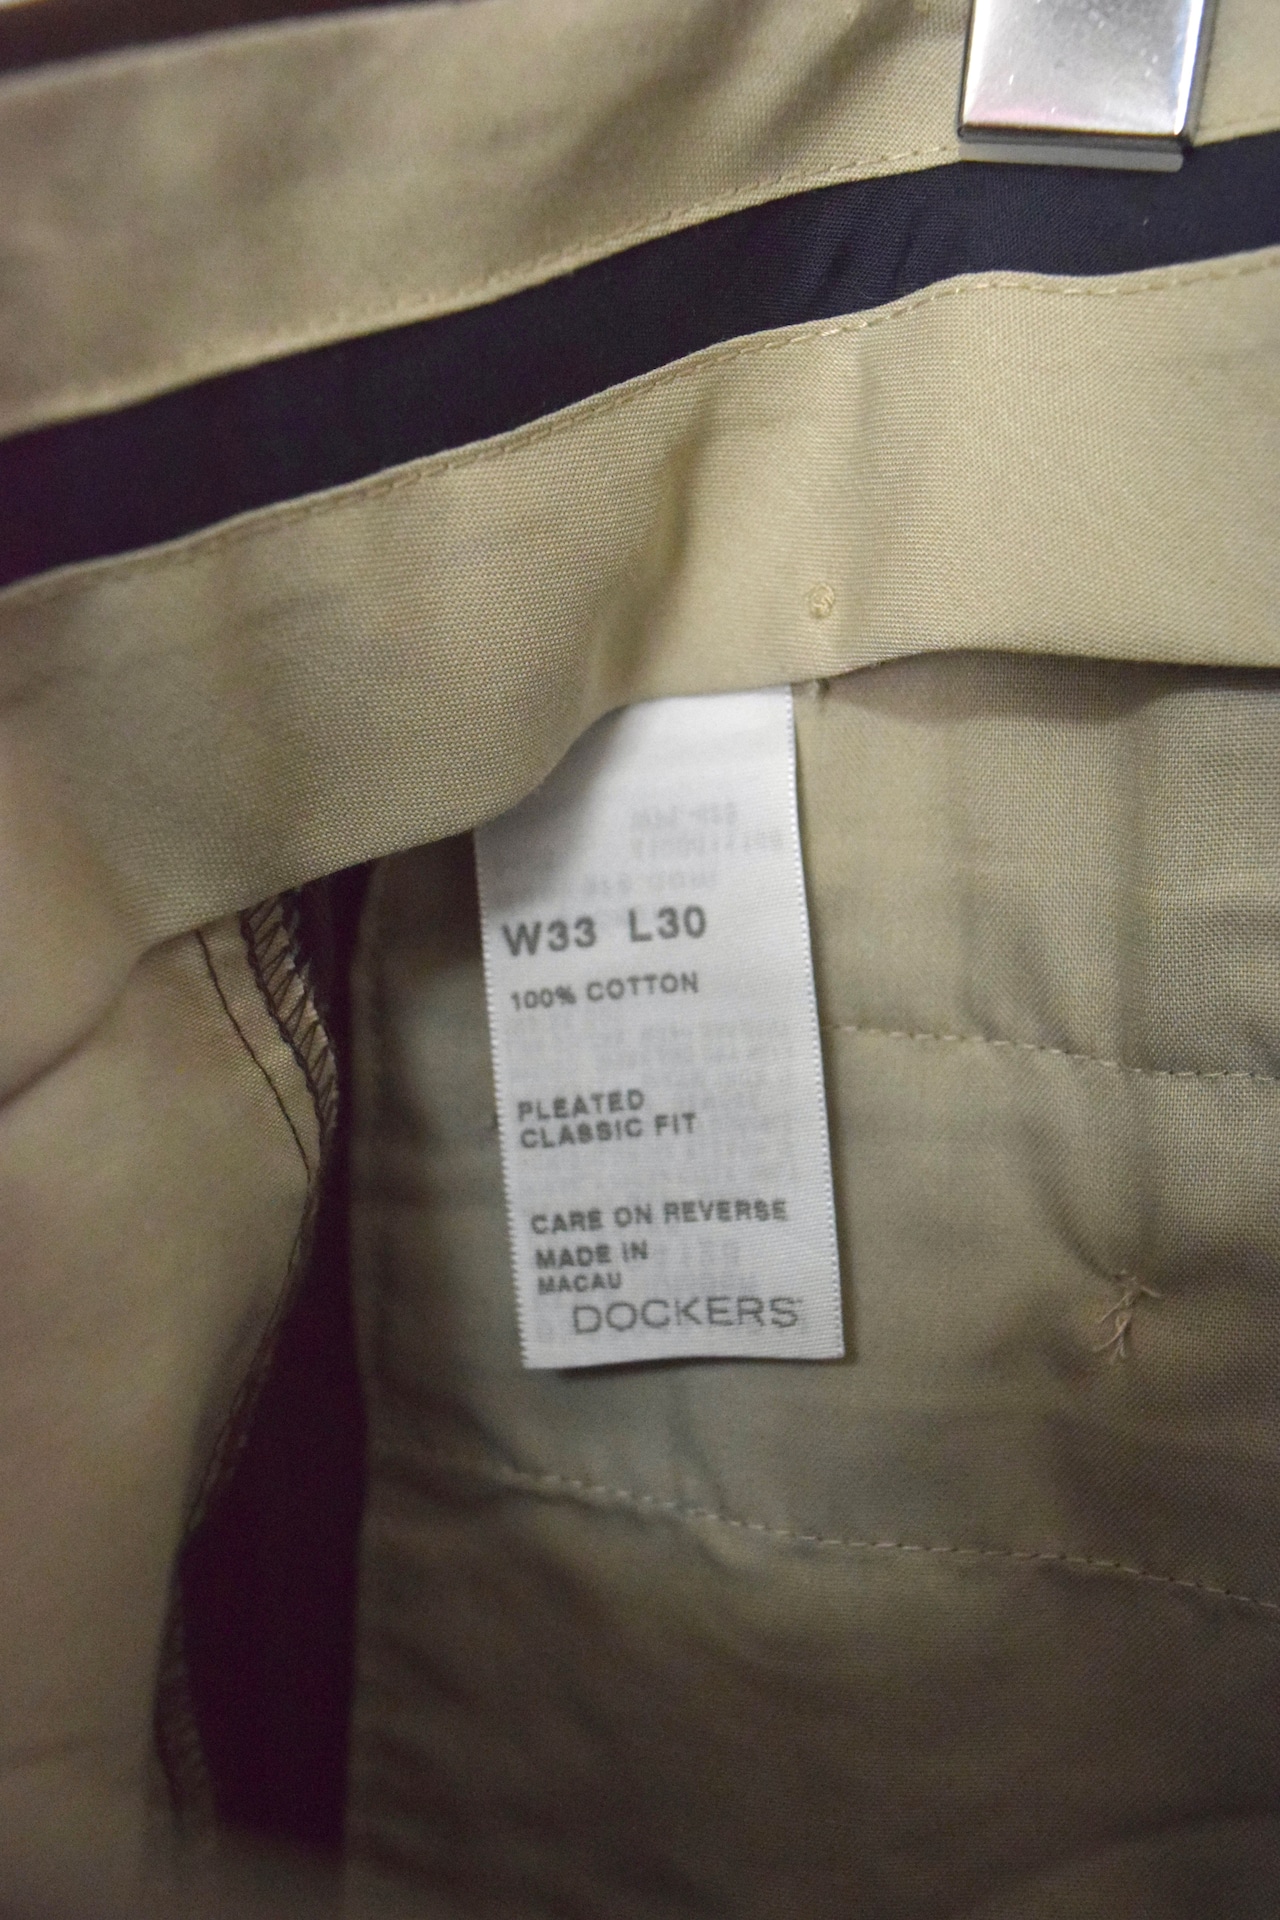 W33 L30
100% COTTON
PLEATED
CLASSIC FIT
CARE ON REVERSE
MADE IN
MACAU
DOCKERS